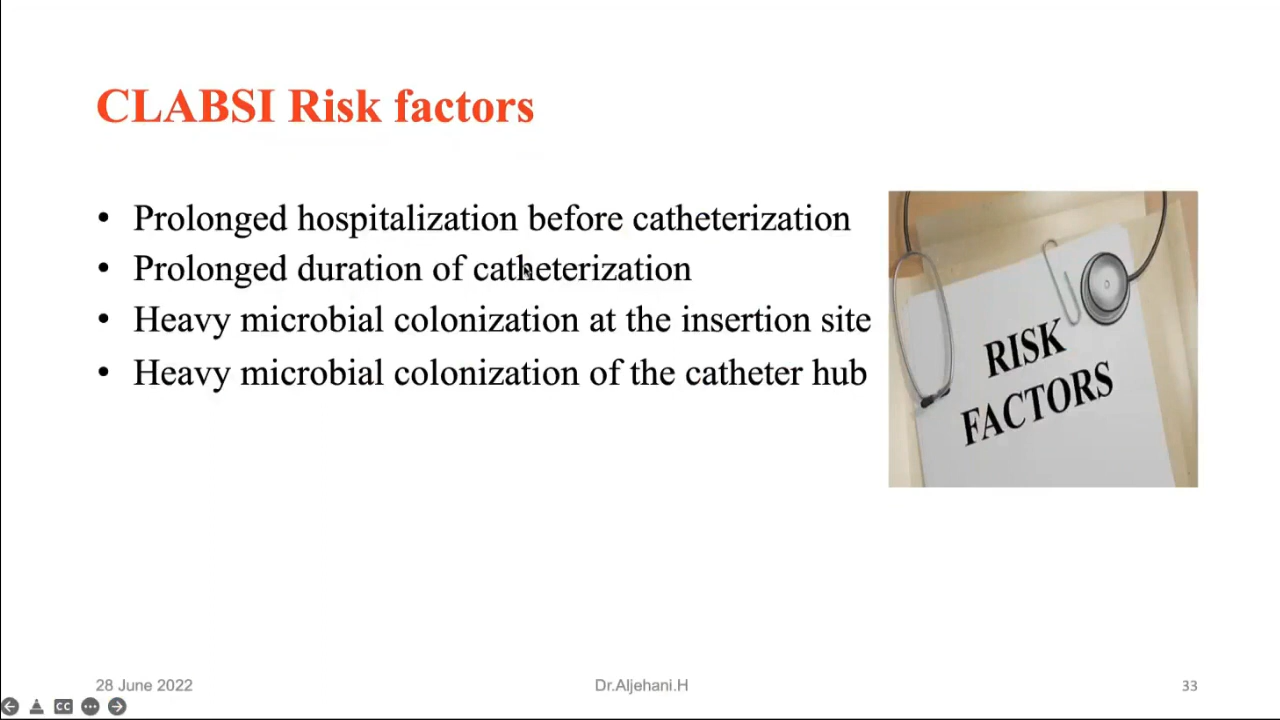 CLABSI Risk factors
• Prolonged hospitalization before catheterization
• Prolonged duration of catheterization
• Heavy microbial colonization at the insertion site
• Heavy microbial colonization of the catheter hub
RISK
FACTORS
28 June 2022
Dr.Aljehani.H
33
CC